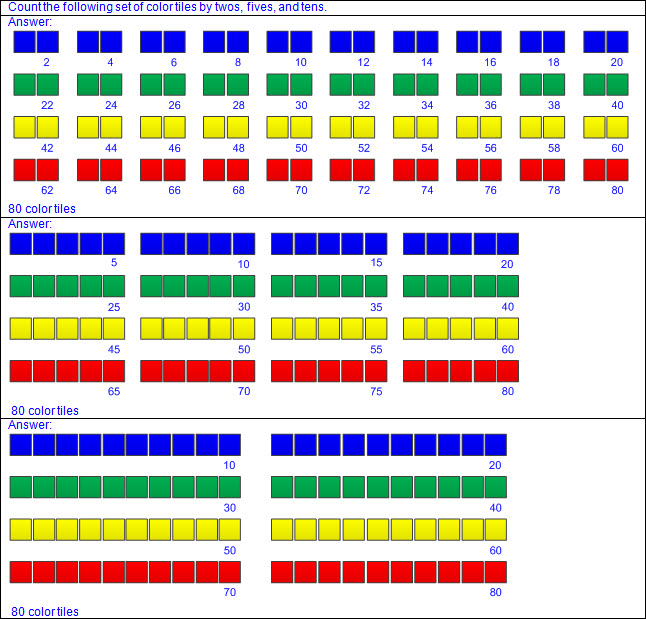 Count the following set of color tiles by twos, fives, and tens.
Answer:
2 4 6 8 10 12 14 16 18 20
22 24 26 28 30 32 34 36 38 40
42 44 46 48 50 52 54 56 58 60
62 64 66 68 70 72 74 76 78 80
80 color tiles
Answer:
5 10 15 20
25 30 35 40
45 50 55 60
65 70 75 80
80 color tiles
Answer:
10 20
30 40
50 60
70 80
80 color tiles